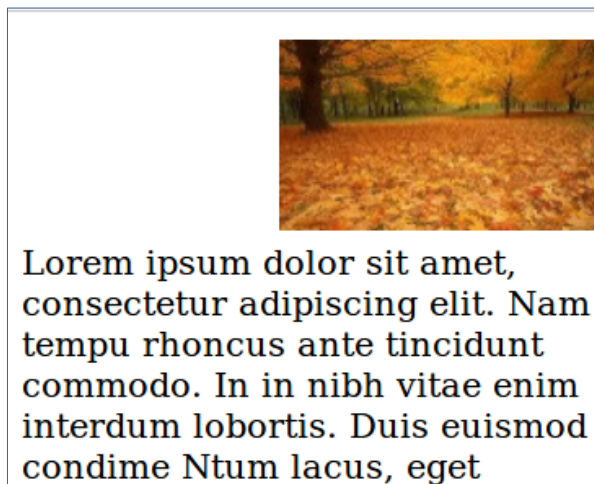 Lorem ipsum dolor sit amet,
consectetur adipiscing elit. Nam
tempu rhoncus ante tincidunt
commodo. In in nibh vitae enim
interdum lobortis. Duis euismod
condime Ntum lacus, eget